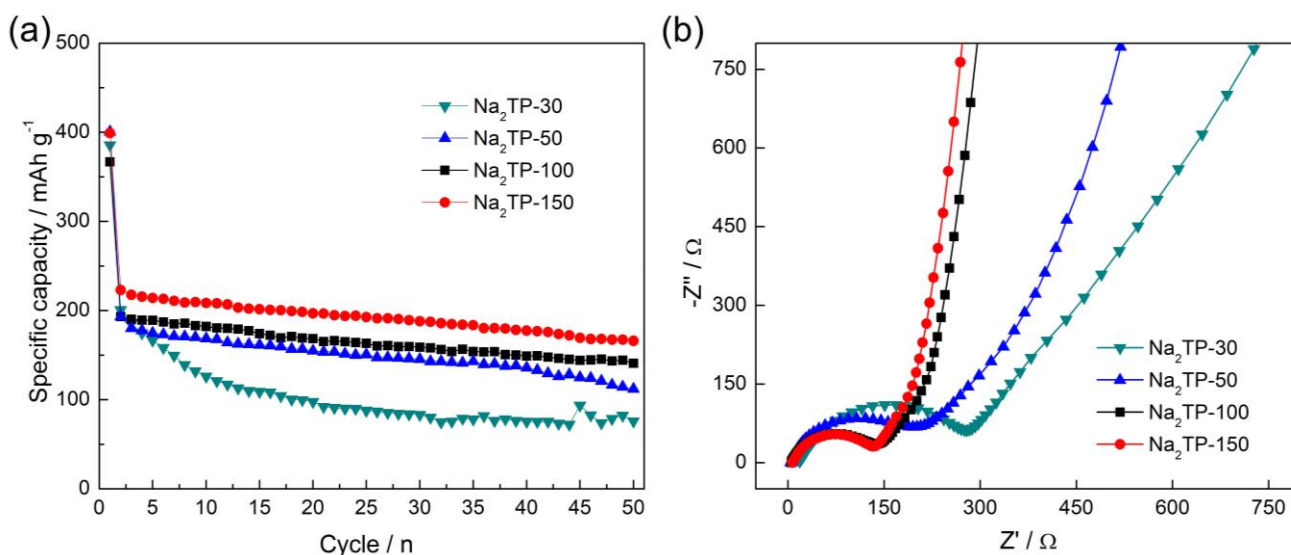 (a)
500
400
300
200
100
0
Specific capacity / mAh g⁻¹
Na₂TP-30
Na₂TP-50
Na₂TP-100
Na₂TP-150
0 5 10 15 20 25 30 35 40 45 50
Cycle / n
(b)
750
600
450
300
150
0
-Z'' / Ω
Na₂TP-30
Na₂TP-50
Na₂TP-100
Na₂TP-150
0 150 300 450 600 750
Z' / Ω